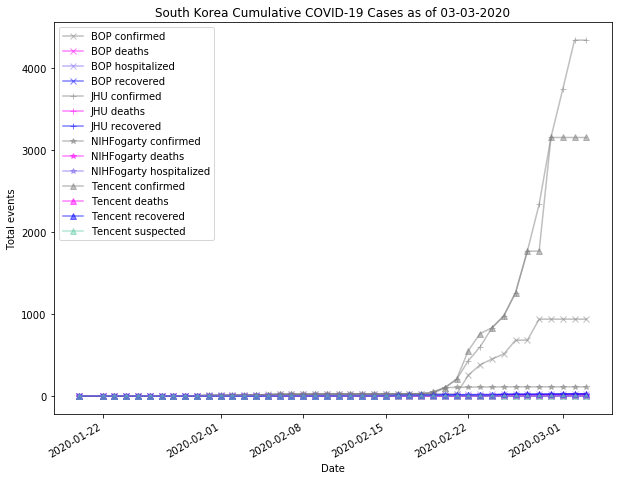 South Korea Cumulative COVID-19 Cases as of 03-03-2020
BOP confirmed
BOP deaths
BOP hospitalized
BOP recovered
JHU confirmed
JHU deaths
JHU recovered
NIHFogarty confirmed
NIHFogarty deaths
NIHFogarty hospitalized
Tencent confirmed
Tencent deaths
Tencent recovered
Tencent suspected
Total events
4000
3000
2000
1000
0
2020-01-22
2020-02-01
2020-02-08
2020-02-15
2020-02-22
2020-03-01
Date